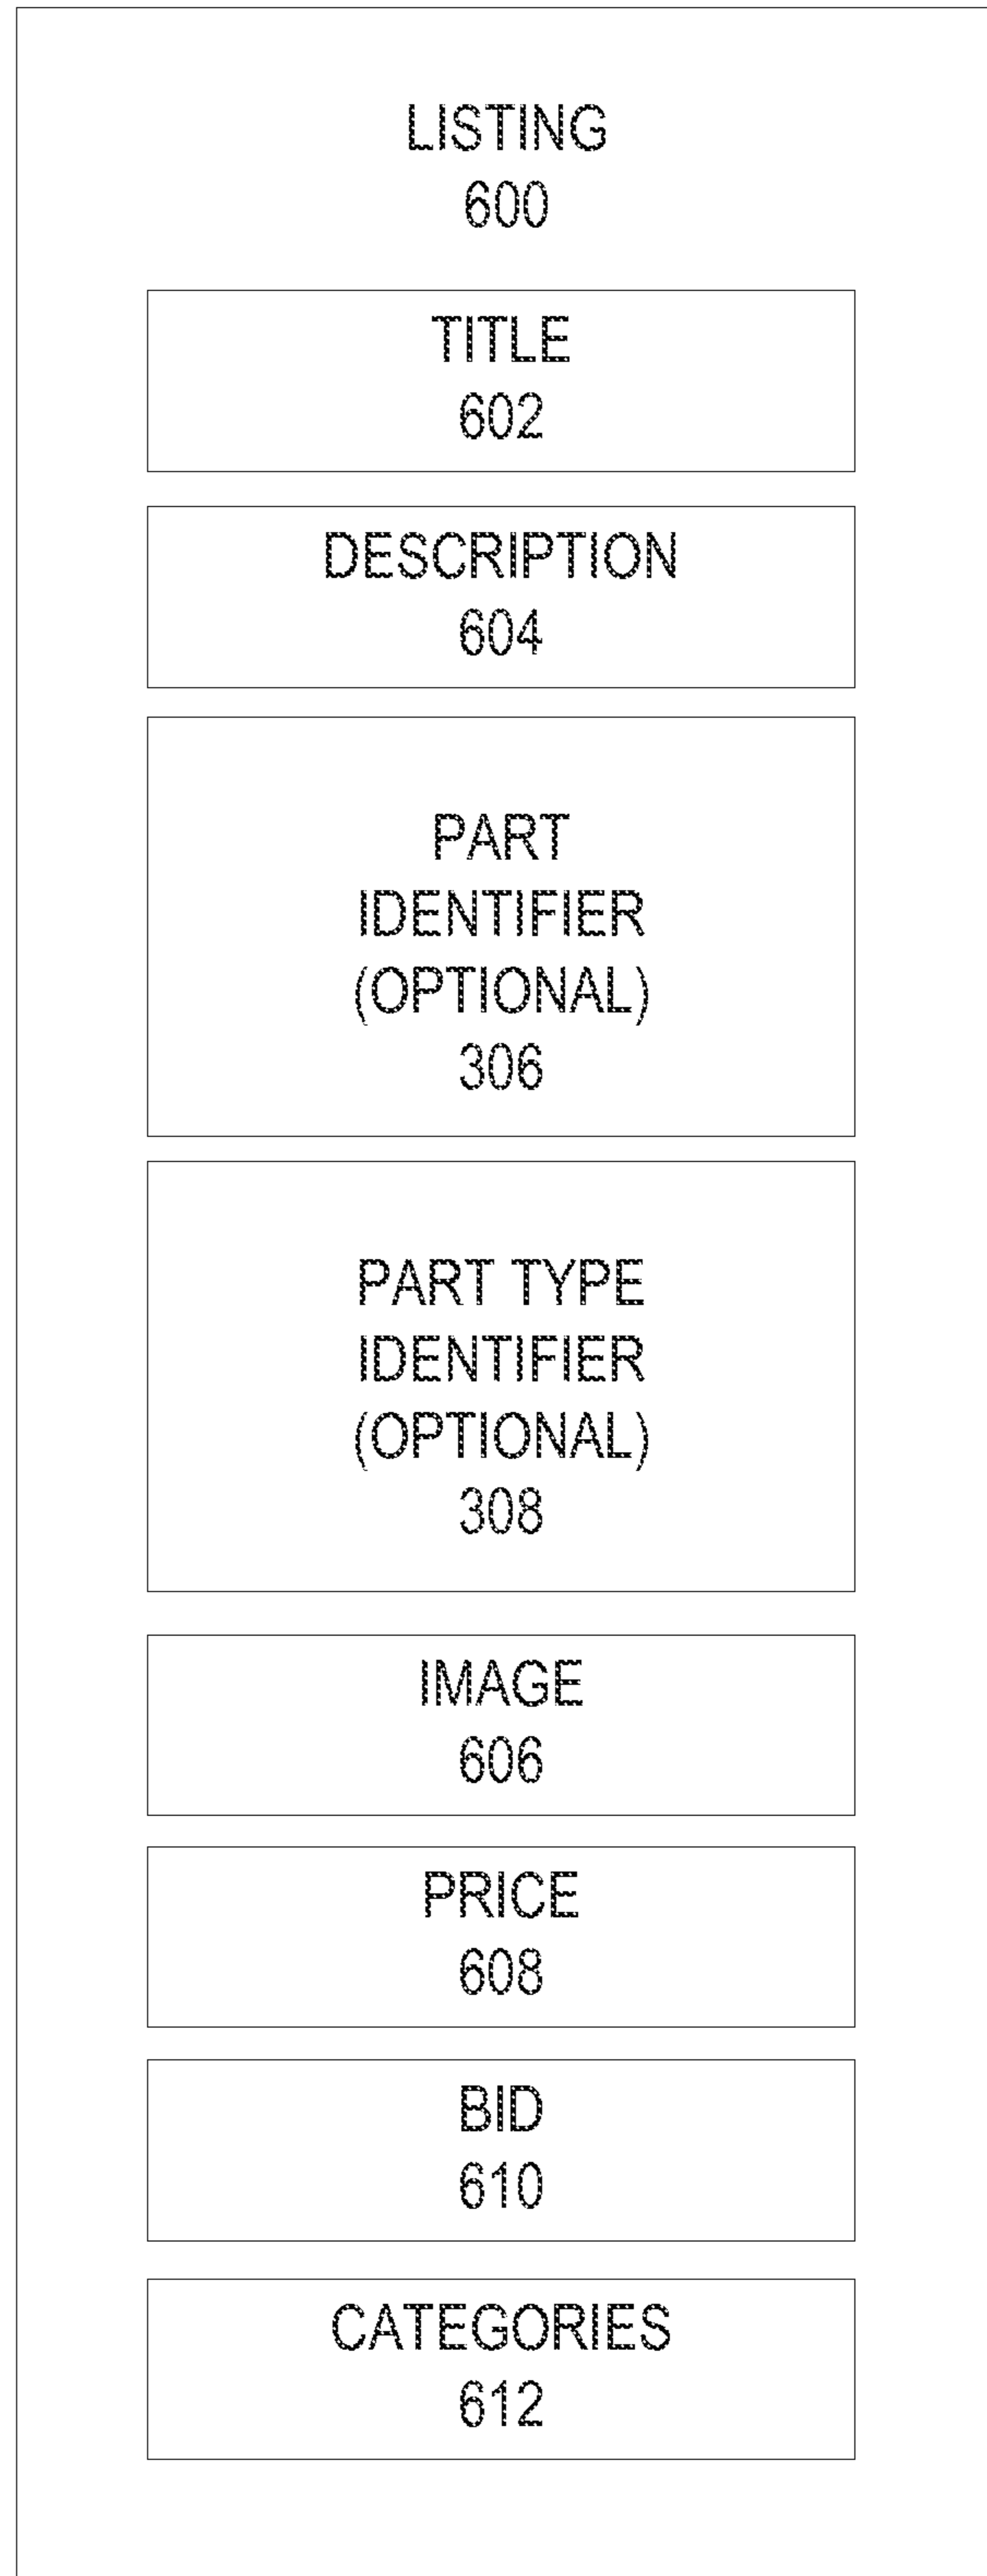 LISTING
600
TITLE
602
DESCRIPTION
604
PART
IDENTIFIER
(OPTIONAL)
306
PART TYPE
IDENTIFIER
(OPTIONAL)
308
IMAGE
606
PRICE
608
BID
610
CATEGORIES
612